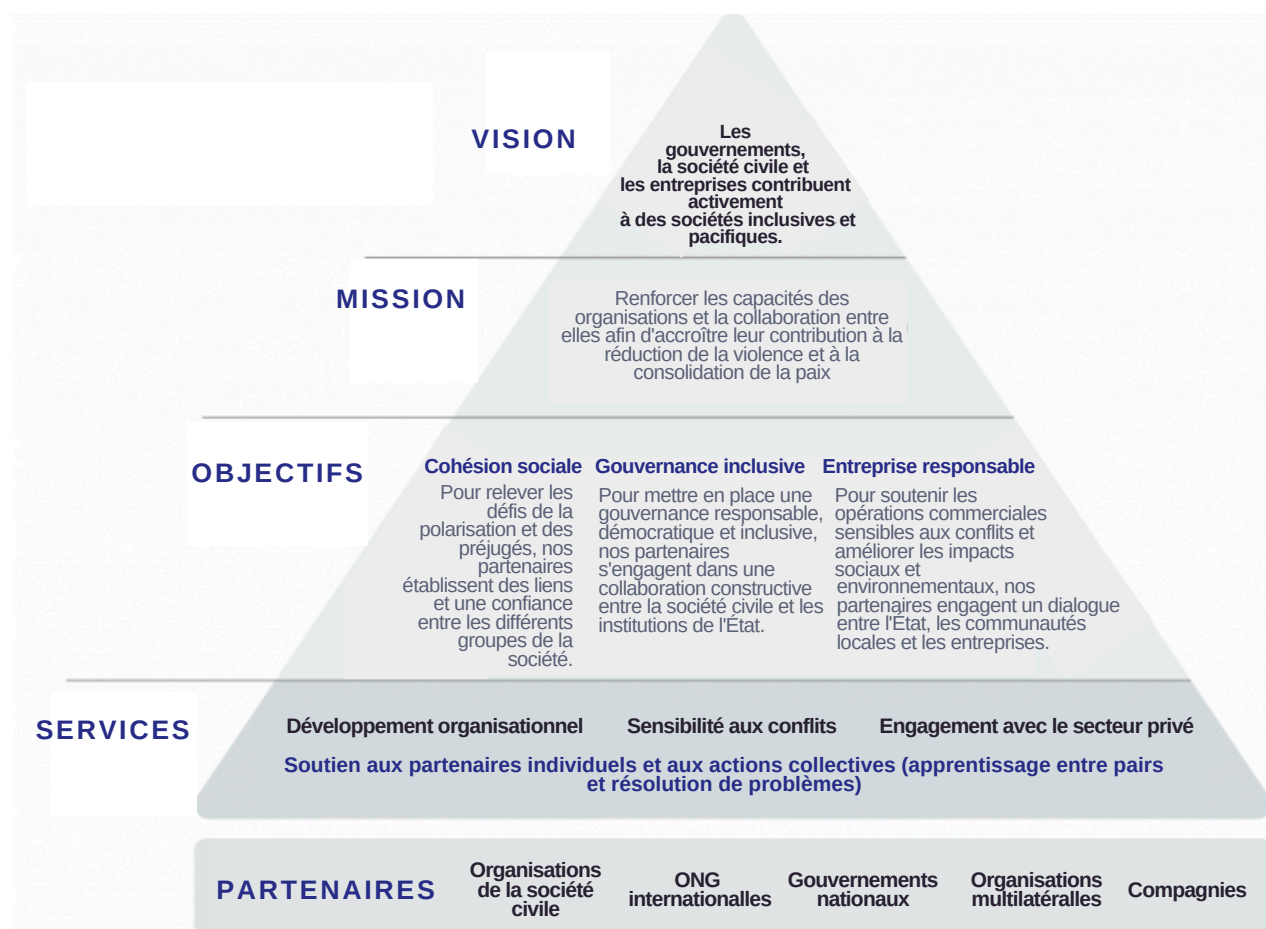 VISION
Les
gouvernements,
la société civile et
les entreprises contribuent
activement
à des sociétés inclusives et
pacifiques.
MISSION
Renforcer les capacités des
organisations et la collaboration entre
elles afin d'accroître leur contribution à la
réduction de la violence et à la
consolidation de la paix
OBJECTIFS
Cohésion sociale
Pour relever les
défis de la
polarisation et des
préjugés, nos
partenaires
établissent des liens
et une confiance
entre les différents
groupes de la
société.
Gouvernance inclusive
Pour mettre en place une
gouvernance responsable,
démocratique et inclusive,
nos partenaires
s'engagent dans une
collaboration constructive
entre la société civile et les
institutions de l'État.
Entreprise responsable
Pour soutenir les
opérations commerciales
sensibles aux conflits et
améliorer les impacts
sociaux et
environnementaux, nos
partenaires engagent un dialogue
entre l'État, les communautés
locales et les entreprises.
SERVICES
Développement organisationnel
Sensibilité aux conflits
Engagement avec le secteur privé
Soutien aux partenaires individuels et aux actions collectives (apprentissage entre pairs
et résolution de problèmes)
PARTENAIRES
Organisations
de la société
civile
ONG
internationalles
Gouvernements
nationaux
Organisations
multilatéralles
Compagnies